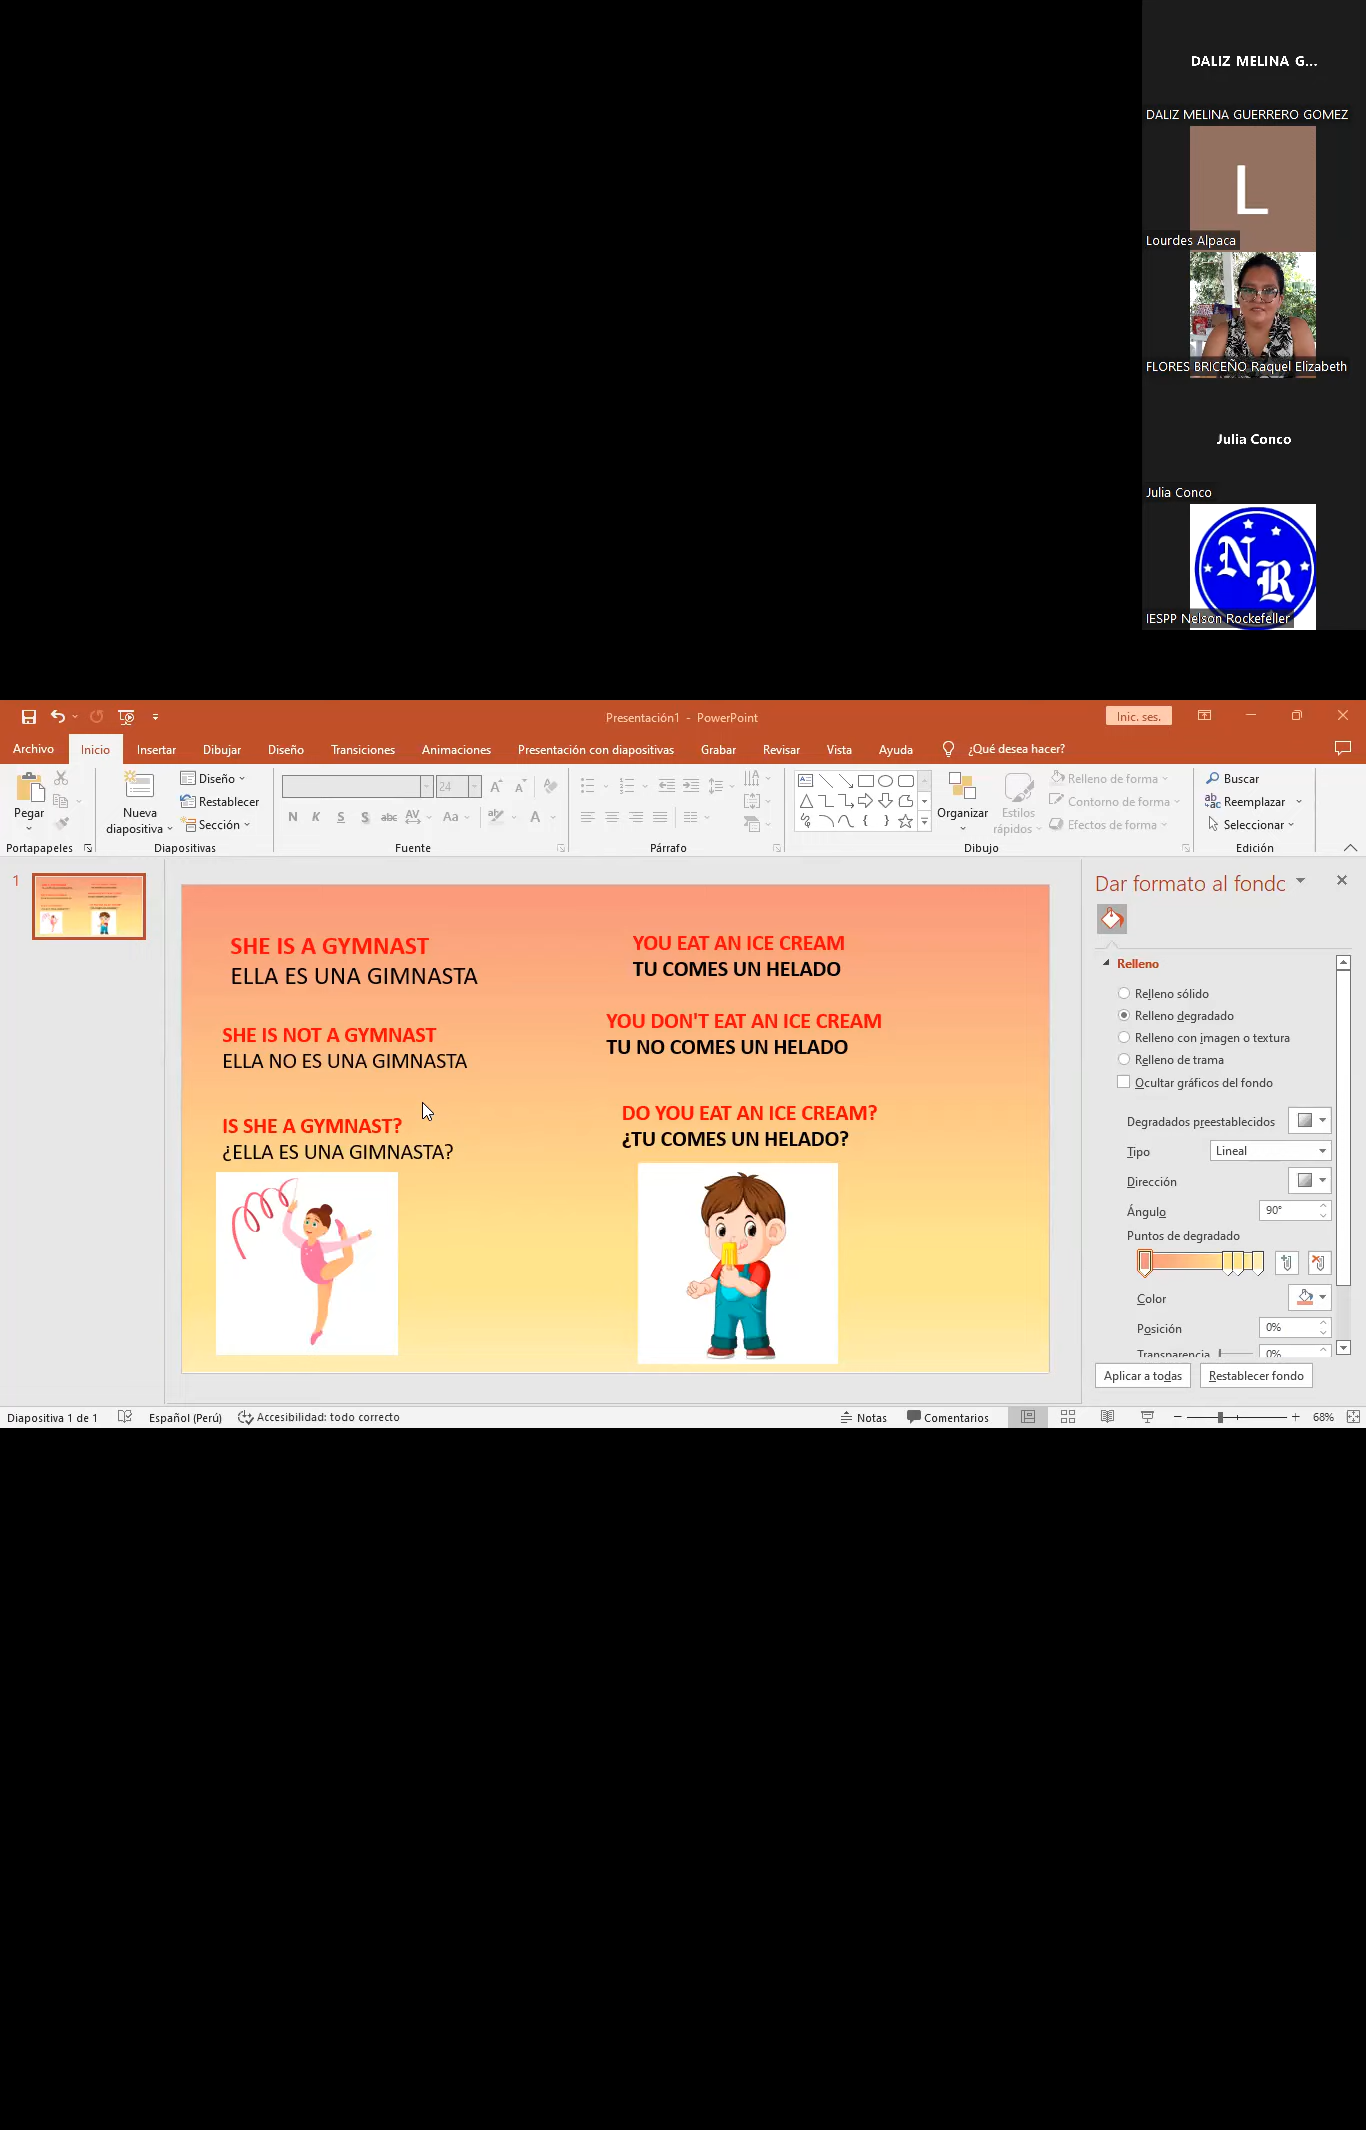 DALIZ MELINA G...
DALIZ MELINA GUERRERO GOMEZ
L
Lourdes Alpaca
FLORES BRICEÑO Raquel Elizabeth
Julia Conco
Julia Conco
N R
IESPP Nelson Rockefeller
Presentación1 - PowerPoint
Inic. ses.
Archivo
Inicio
Insertar
Dibujar
Diseño
Transiciones
Animaciones
Presentación con diapositivas
Grabar
Revisar
Vista
Ayuda
¿Qué desea hacer?
Pegar
Portapapeles
Nueva
diapositiva
Diseño
Restablecer
Sección
Diapositivas
24
N K S S abc AV Aa A
Fuente
Párrafo
Organizar
Estilos
rápidos
Relleno de forma
Contorno de forma
Efectos de forma
Dibujo
Buscar
Reemplazar
Seleccionar
Edición
1
SHE IS A GYMNAST
ELLA ES UNA GIMNASTA
SHE IS NOT A GYMNAST
ELLA NO ES UNA GIMNASTA
IS SHE A GYMNAST?
¿ELLA ES UNA GIMNASTA?
YOU EAT AN ICE CREAM
TU COMES UN HELADO
YOU DON'T EAT AN ICE CREAM
TU NO COMES UN HELADO
DO YOU EAT AN ICE CREAM?
¿TU COMES UN HELADO?
Dar formato al fondo
Relleno
Relleno sólido
Relleno degradado
Relleno con imagen o textura
Relleno de trama
Ocultar gráficos del fondo
Degradados preestablecidos
Tipo
Lineal
Dirección
Ángulo
90°
Puntos de degradado
Color
Posición
0%
Transparencia
0%
Aplicar a todas
Restablecer fondo
Diapositiva 1 de 1
Español (Perú)
Accesibilidad: todo correcto
Notas
Comentarios
68%